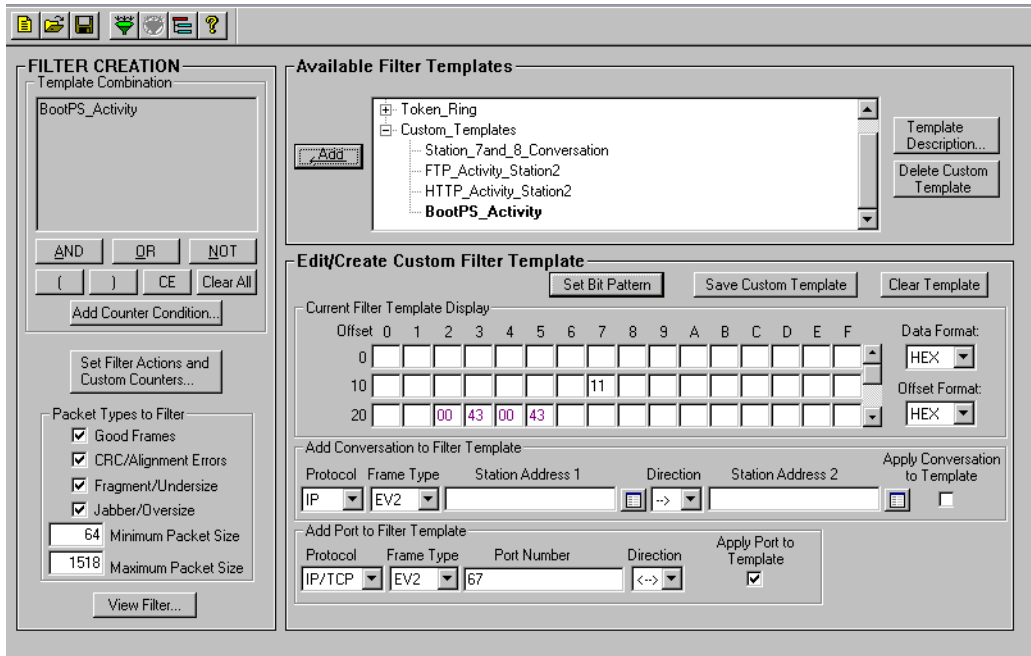 FILTER CREATION
Template Combination
BootPS_Activity
AND OR NOT
( ) CE Clear All
Add Counter Condition...
Set Filter Actions and
Custom Counters...
Packet Types to Filter
Good Frames
CRC/Alignment Errors
Fragment/Undersize
Jabber/Oversize
64 Minimum Packet Size
1518 Maximum Packet Size
View Filter...
Available Filter Templates
Add
Token_Ring
Custom_Templates
Station_7and_8_Conversation
FTP_Activity_Station2
HTTP_Activity_Station2
BootPS_Activity
Template
Description...
Delete Custom
Template
Edit/Create Custom Filter Template
Set Bit Pattern Save Custom Template Clear Template
Current Filter Template Display
Offset 0 1 2 3 4 5 6 7 8 9 A B C D E F
0
10 11
20 00 43 00 43
Data Format:
HEX
Offset Format:
HEX
Add Conversation to Filter Template
Protocol Frame Type Station Address 1 Direction Station Address 2
Apply Conversation
to Template
IP EV2 -->
Add Port to Filter Template
Protocol Frame Type Port Number Direction
Apply Port to
Template
IP/TCP EV2 67 <-->